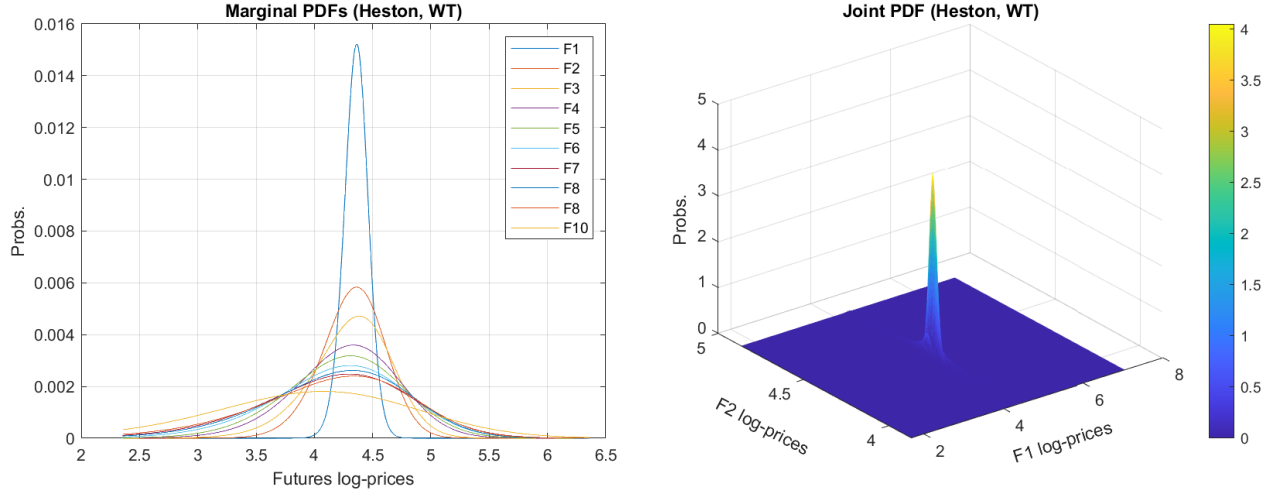 Marginal PDFs (Heston, WT)
0.016
0.014
0.012
0.01
0.008
0.006
0.004
0.002
0
Probs.
2
2.5
3
3.5
4
4.5
5
5.5
6
6.5
Futures log-prices
F1
F2
F3
F4
F5
F6
F7
F8
F8
F10
Joint PDF (Heston, WT)
5
4
3
2
1
0
Probs.
5
4.5
4
F2 log-prices
2
4
6
8
F1 log-prices
4
3.5
3
2.5
2
1.5
1
0.5
0